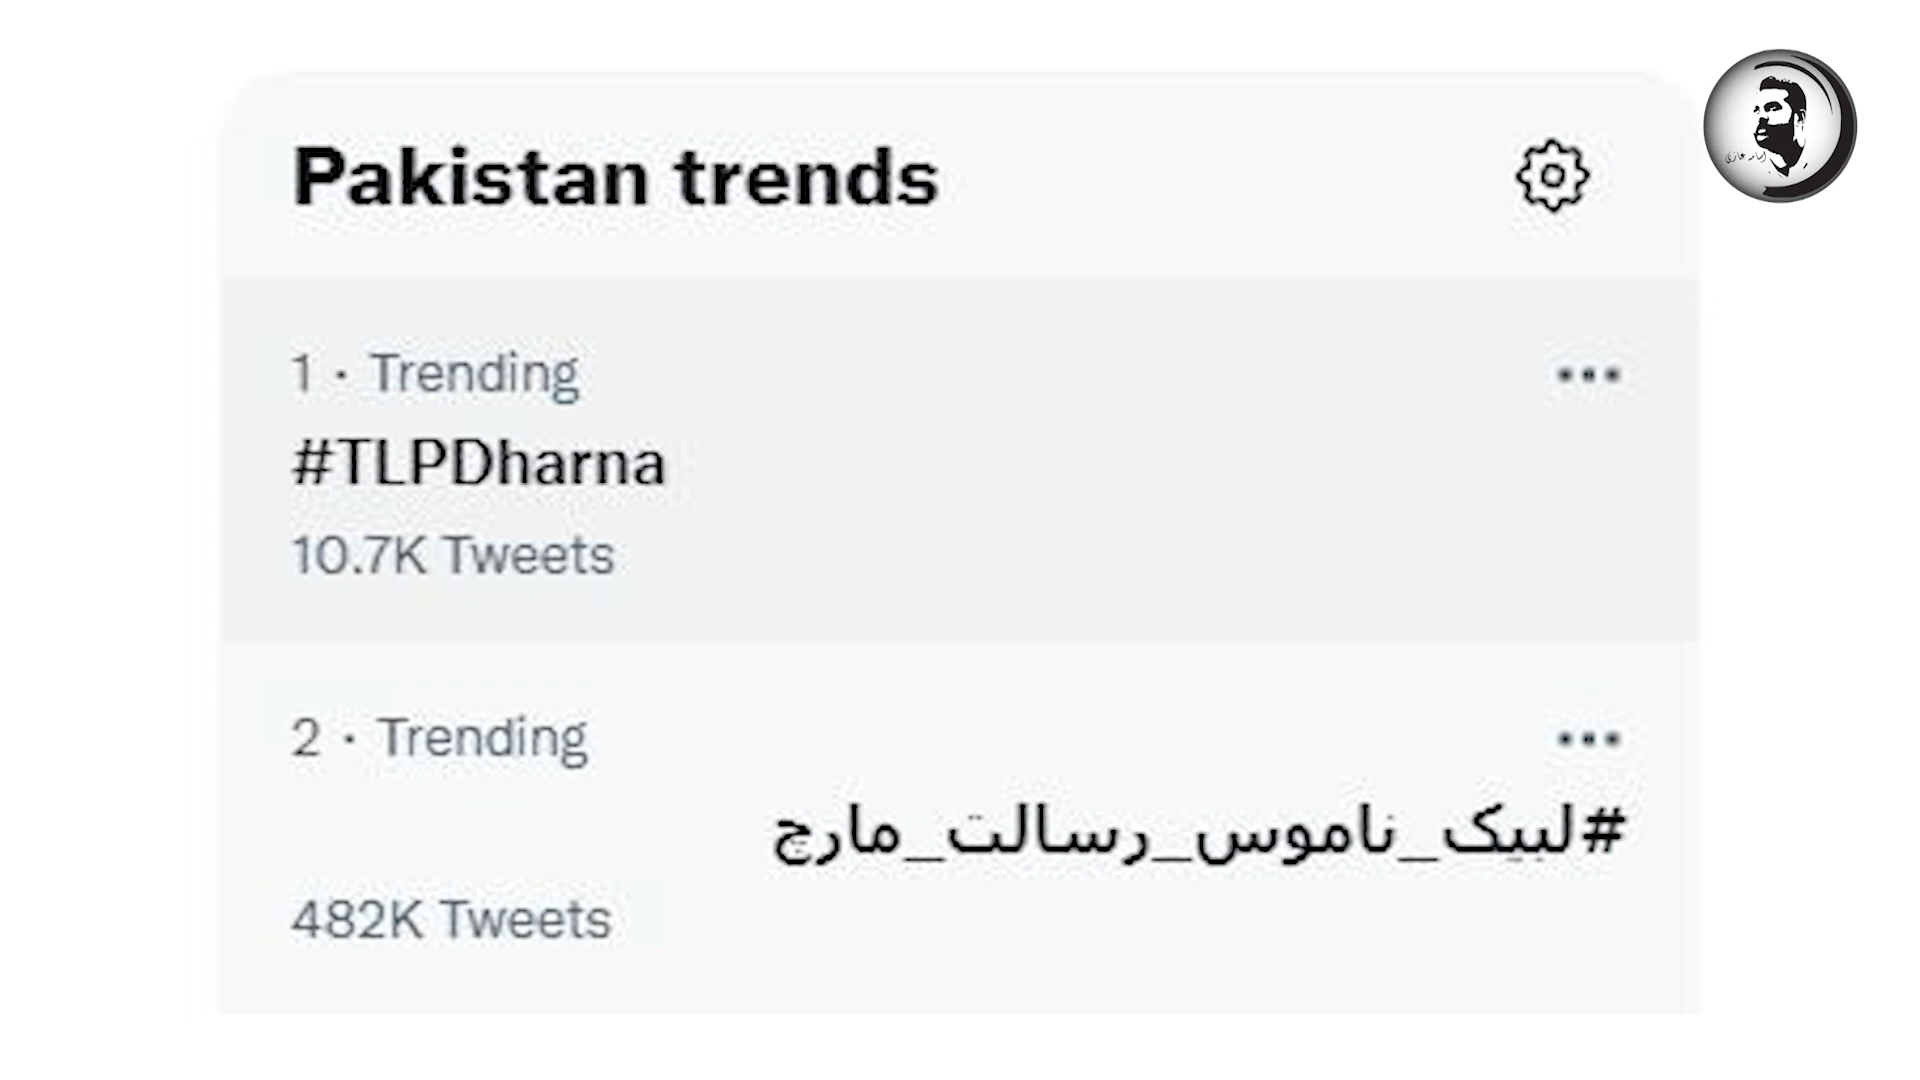 Pakistan trends
1 · Trending
#TLPDharna
10.7K Tweets
2 · Trending
#لبیک_ناموس_رسالت_مارچ
482K Tweets